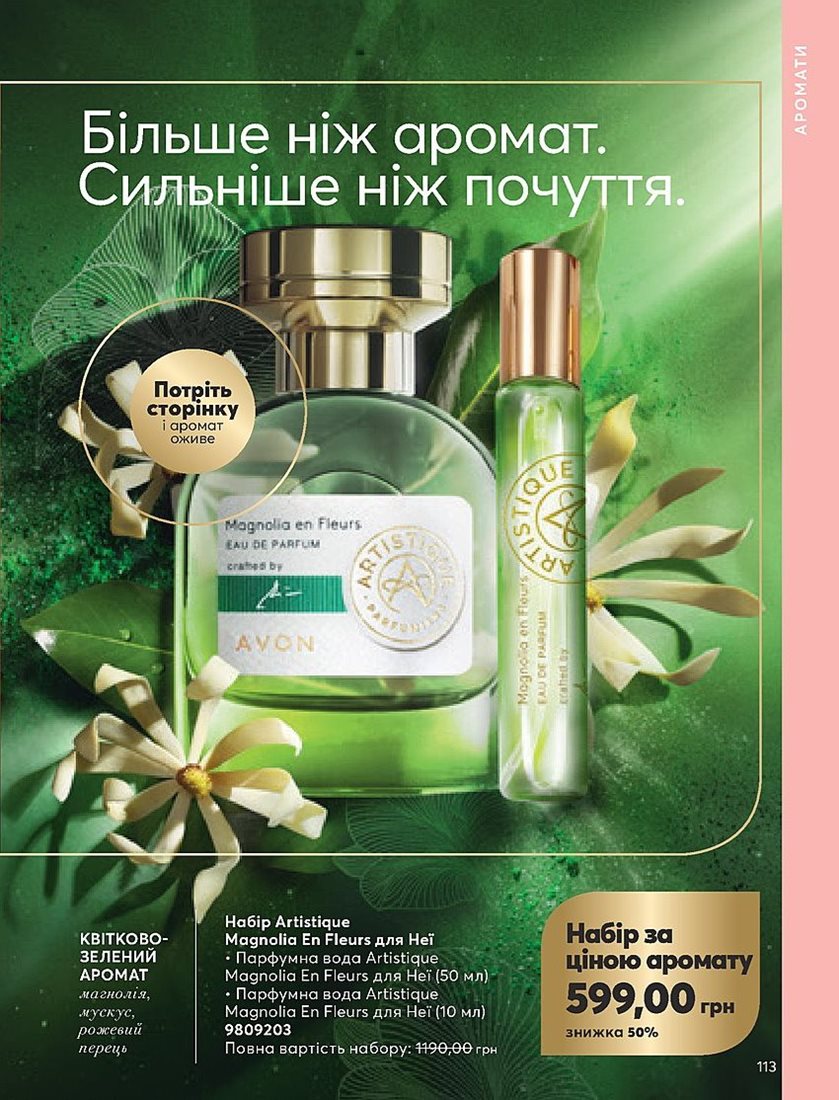 АРОМАТИ
Більше ніж аромат.
Сильніше ніж почуття.
Потріть
сторінку
і аромат
оживе
Magnolia en Fleurs
EAU DE PARFUM
crafted by
AVON
ARTISTIQUE
PARFUMIERS
ARTISTIQUE
Magnolia en Fleurs
EAU DE PARFUM
crafted by
КВІТКОВО-
ЗЕЛЕНИЙ
АРОМАТ
магнолія,
мускус,
рожевий
перець
Набір Artistique
Magnolia En Fleurs для Неї
• Парфумна вода Artistique
Magnolia En Fleurs для Неї (50 мл)
• Парфумна вода Artistique
Magnolia En Fleurs для Неї (10 мл)
9809203
Повна вартість набору: 1190,00 грн
Набір за
ціною аромату
599,00 грн
знижка 50%
113